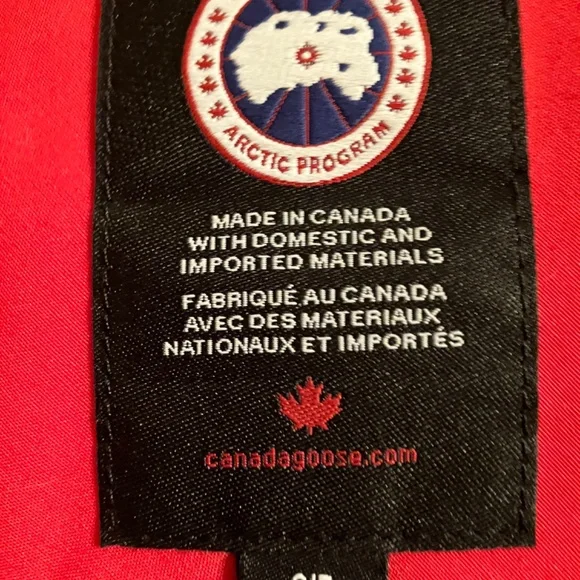 ARCTIC PROGRAM
MADE IN CANADA
WITH DOMESTIC AND
IMPORTED MATERIALS
FABRIQUÉ AU CANADA
AVEC DES MATERIAUX
NATIONAUX ET IMPORTÉS
canadagoose.com